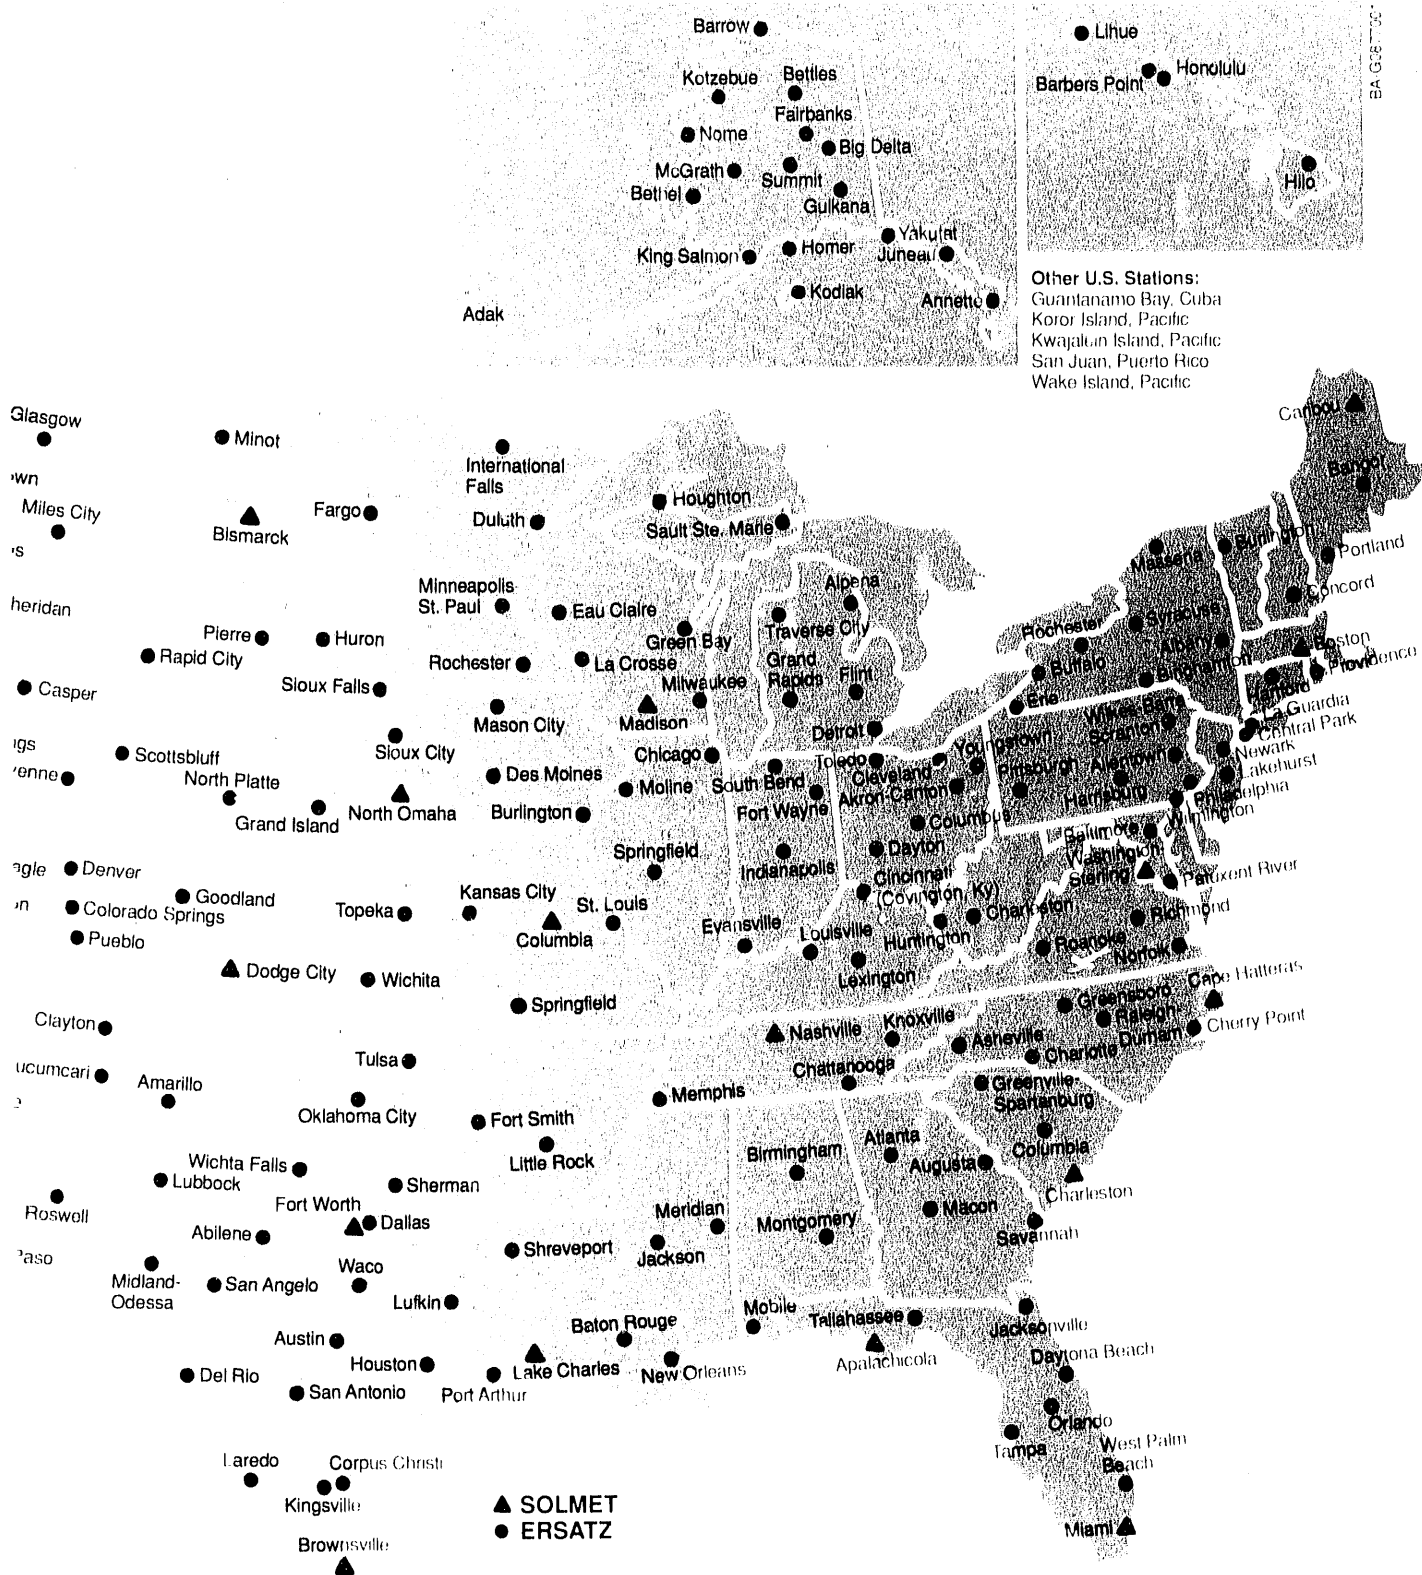 Barrow
Kotzebue
Bettles
Fairbanks
Nome
Big Delta
McGrath
Summit
Bethel
Gulkana
King Salmon
Homer
Yakutat
Juneau
Kodiak
Annette
Adak
Lihue
Honolulu
Barbers Point
Hilo
Other U.S. Stations:
Guantanamo Bay, Cuba
Koror Island, Pacific
Kwajalein Island, Pacific
San Juan, Puerto Rico
Wake Island, Pacific
Caribou
Bangor
Glasgow
Minot
International
Falls
Houghton
Miles City
Bismarck
Fargo
Duluth
Sault Ste. Marie
Massena
Burlington
Portland
heridan
Minneapolis
St. Paul
Eau Claire
Alpena
Concord
Pierre
Huron
Green Bay
Traverse City
Rochester
Syracuse
Albany
Boston
Rapid City
Rochester
La Crosse
Grand
Rapids
Flint
Buffalo
Binghamton
Providence
Hartford
Casper
Sioux Falls
Mason City
Madison
Milwaukee
Erie
Wilkes Barre
Scranton
La Guardia
Central Park
Sioux City
Detroit
Youngstown
Newark
Scottsbluff
Chicago
Toledo
Cleveland
Pittsburgh
Allentown
Lakehurst
North Platte
Des Moines
Moline
South Bend
Akron-Canton
Harrisburg
Philadelphia
Grand Island
North Omaha
Burlington
Fort Wayne
Columbus
Baltimore
Wilmington
Springfield
Indianapolis
Dayton
Washington
Sterling
Patuxent River
Denver
Goodland
Kansas City
Cincinnati
(Covington, Ky)
Colorado Springs
Topeka
St. Louis
Charleston
Richmond
Pueblo
Columbia
Evansville
Louisville
Huntington
Roanoke
Norfolk
Dodge City
Wichita
Lexington
Cape Hatteras
Springfield
Greensboro
Raleigh-
Durham
Clayton
Nashville
Knoxville
Asheville
Cherry Point
Tulsa
Chattanooga
Charlotte
ucumcari
Amarillo
Memphis
Greenville-
Spartanburg
Oklahoma City
Fort Smith
Little Rock
Birmingham
Atlanta
Columbia
Wichta Falls
Lubbock
Sherman
Augusta
Charleston
Roswell
Fort Worth
Dallas
Meridian
Montgomery
Macon
Savannah
Abilene
Shreveport
Jackson
Paso
Midland-
Odessa
San Angelo
Waco
Lufkin
Mobile
Tallahassee
Jacksonville
Austin
Baton Rouge
Apalachicola
Daytona Beach
Del Rio
Houston
Lake Charles
New Orleans
San Antonio
Port Arthur
Orlando
Tampa
West Palm
Beach
Laredo
Corpus Christi
Kingsville
Miami
SOLMET
ERSATZ
Brownsville